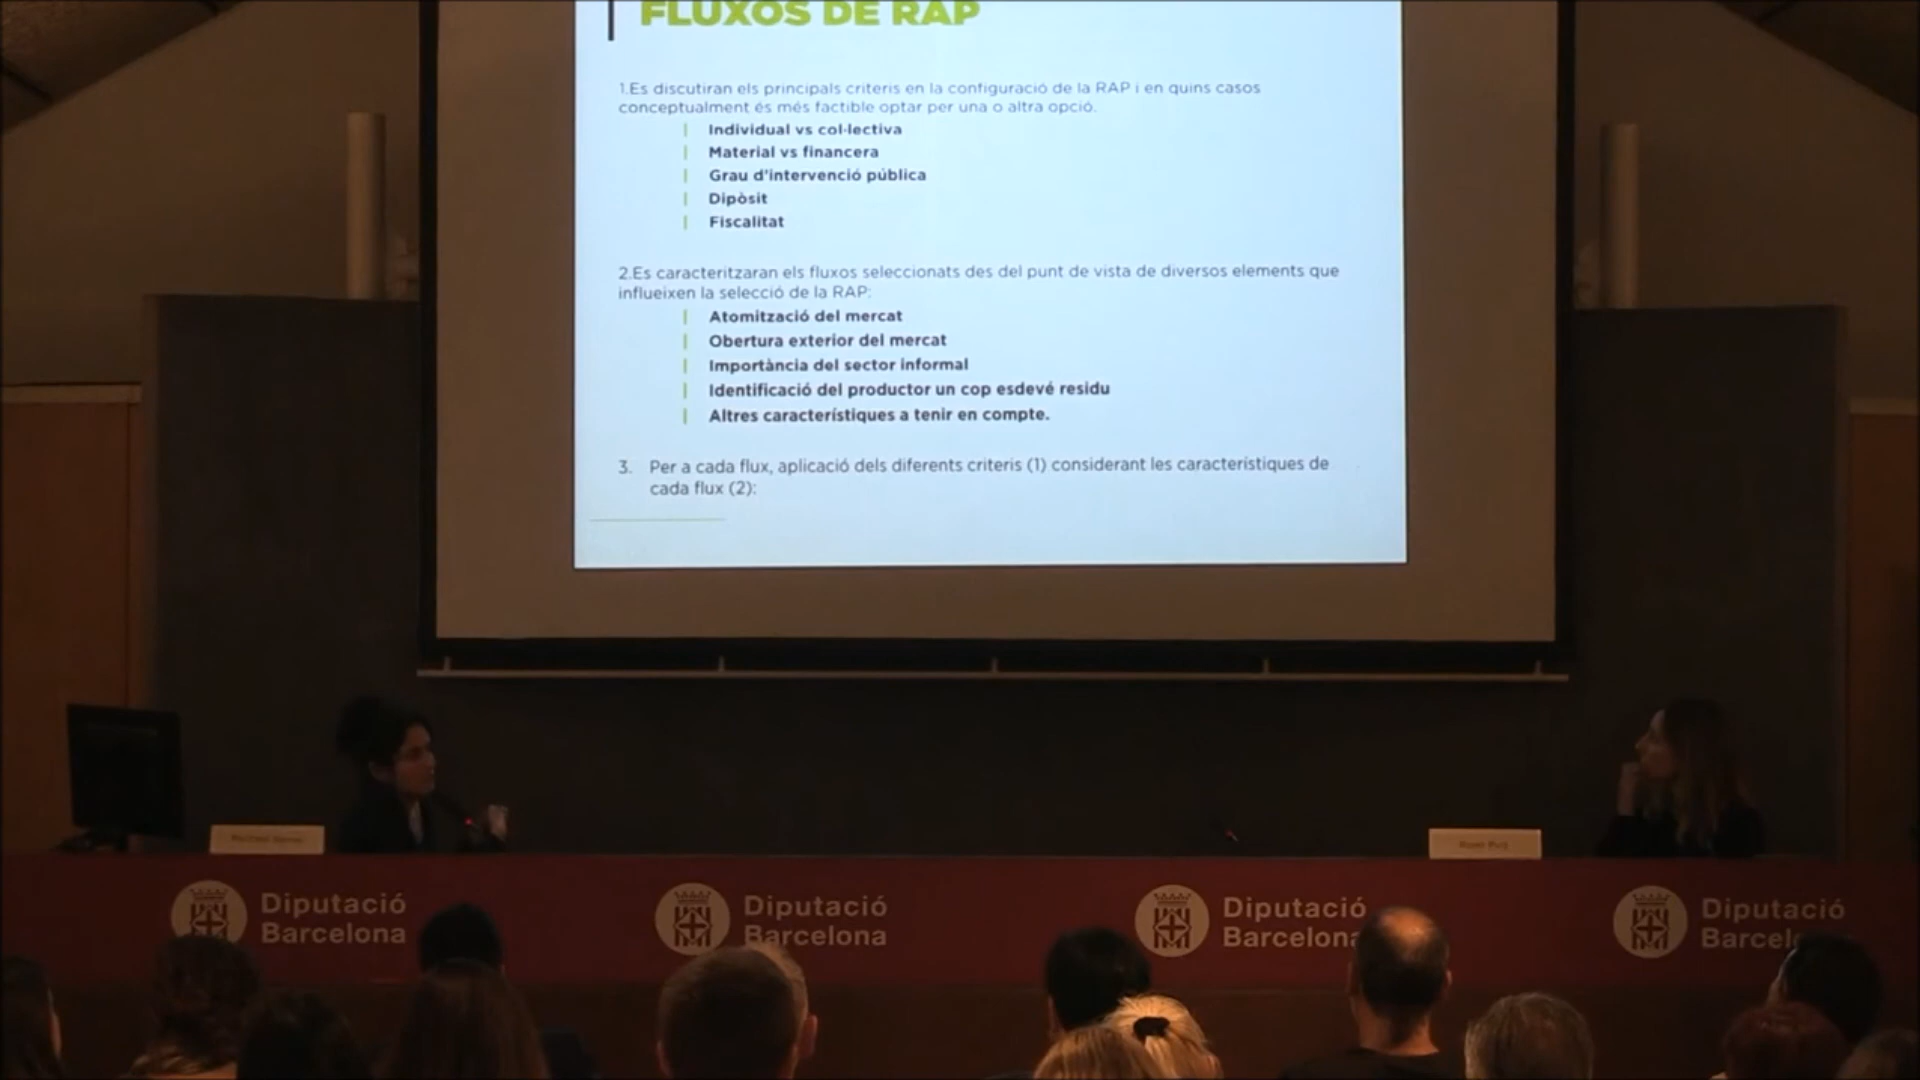 FLUXOS DE RAP
1.Es discutiran els principals criteris en la configuració de la RAP i en quins casos
conceptualment és més factible optar per una o altra opció.
Individual vs col·lectiva
Material vs financera
Grau d'intervenció pública
Dipòsit
Fiscalitat
2.Es caracteritzaran els fluxos seleccionats des del punt de vista de diversos elements que
influeixen la selecció de la RAP:
Atomització del mercat
Obertura exterior del mercat
Importància del sector informal
Identificació del productor un cop esdevé residu
Altres característiques a tenir en compte.
3. Per a cada flux, aplicació dels diferents criteris (1) considerant les característiques de
cada flux (2):
Diputació
Barcelona
Diputació
Barcelona
Diputació
Barcelona
Diputació